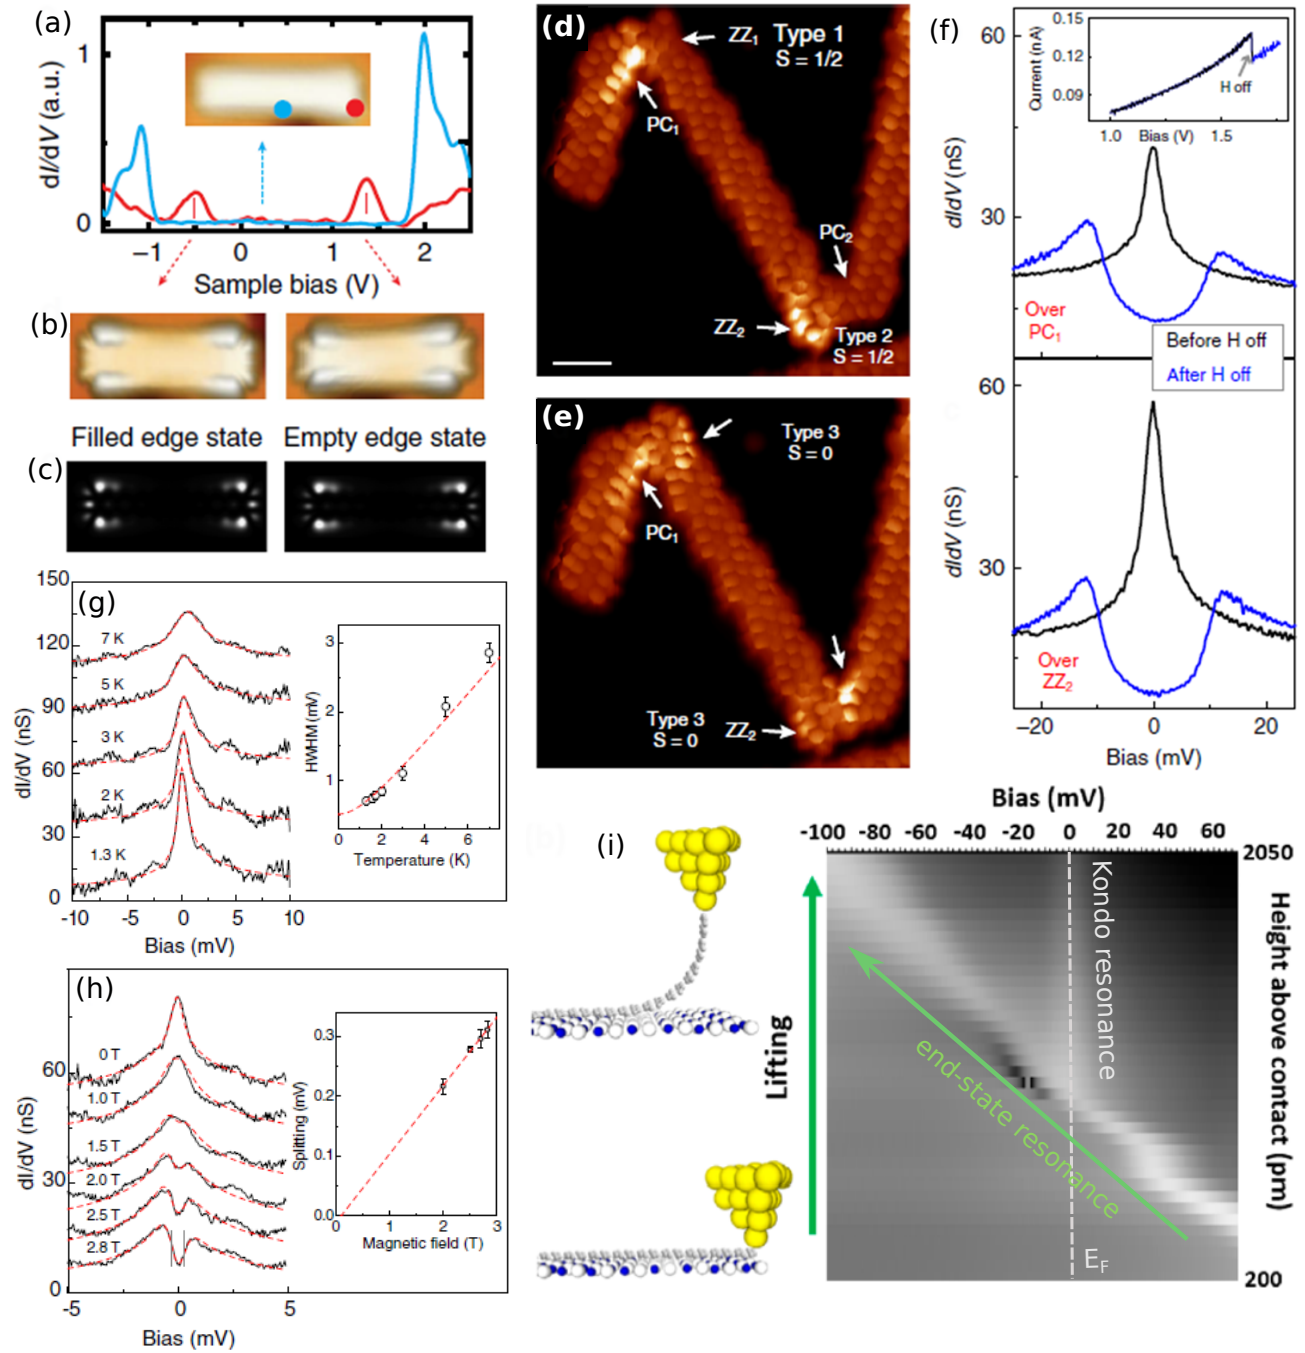 (a)
dI/dV (a.u.)
1
0
−1
0
1
2
Sample bias (V)
(b)
Filled edge state
Empty edge state
(c)
(d)
ZZ1
Type 1
S = 1/2
PC1
PC2
ZZ2
Type 2
S = 1/2
(e)
Type 3
S = 0
PC1
Type 3
S = 0
ZZ2
(f)
60
30
dI/dV (nS)
0.15
0.12
0.09
Current (nA)
H off
1.0
Bias (V)
1.5
Over
PC1
Before H off
After H off
60
30
dI/dV (nS)
Over
ZZ2
−20
0
20
Bias (mV)
(g)
150
120
90
60
30
0
dI/dV (nS)
7 K
5 K
3 K
2 K
1.3 K
-10
-5
0
5
10
Bias (mV)
3
2
1
HWHM (mV)
0
2
4
6
Temperature (K)
(h)
60
30
0
dI/dV (nS)
0 T
1.0 T
1.5 T
2.0 T
2.5 T
2.8 T
-5
0
5
Bias (mV)
0.3
0.2
0.1
0.0
Splitting (mV)
0
1
2
3
Magnetic field (T)
(i)
Lifting
Bias (mV)
-100
-80
-60
-40
-20
0
20
40
60
2050
200
Height above contact (pm)
Kondo resonance
end-state resonance
EF